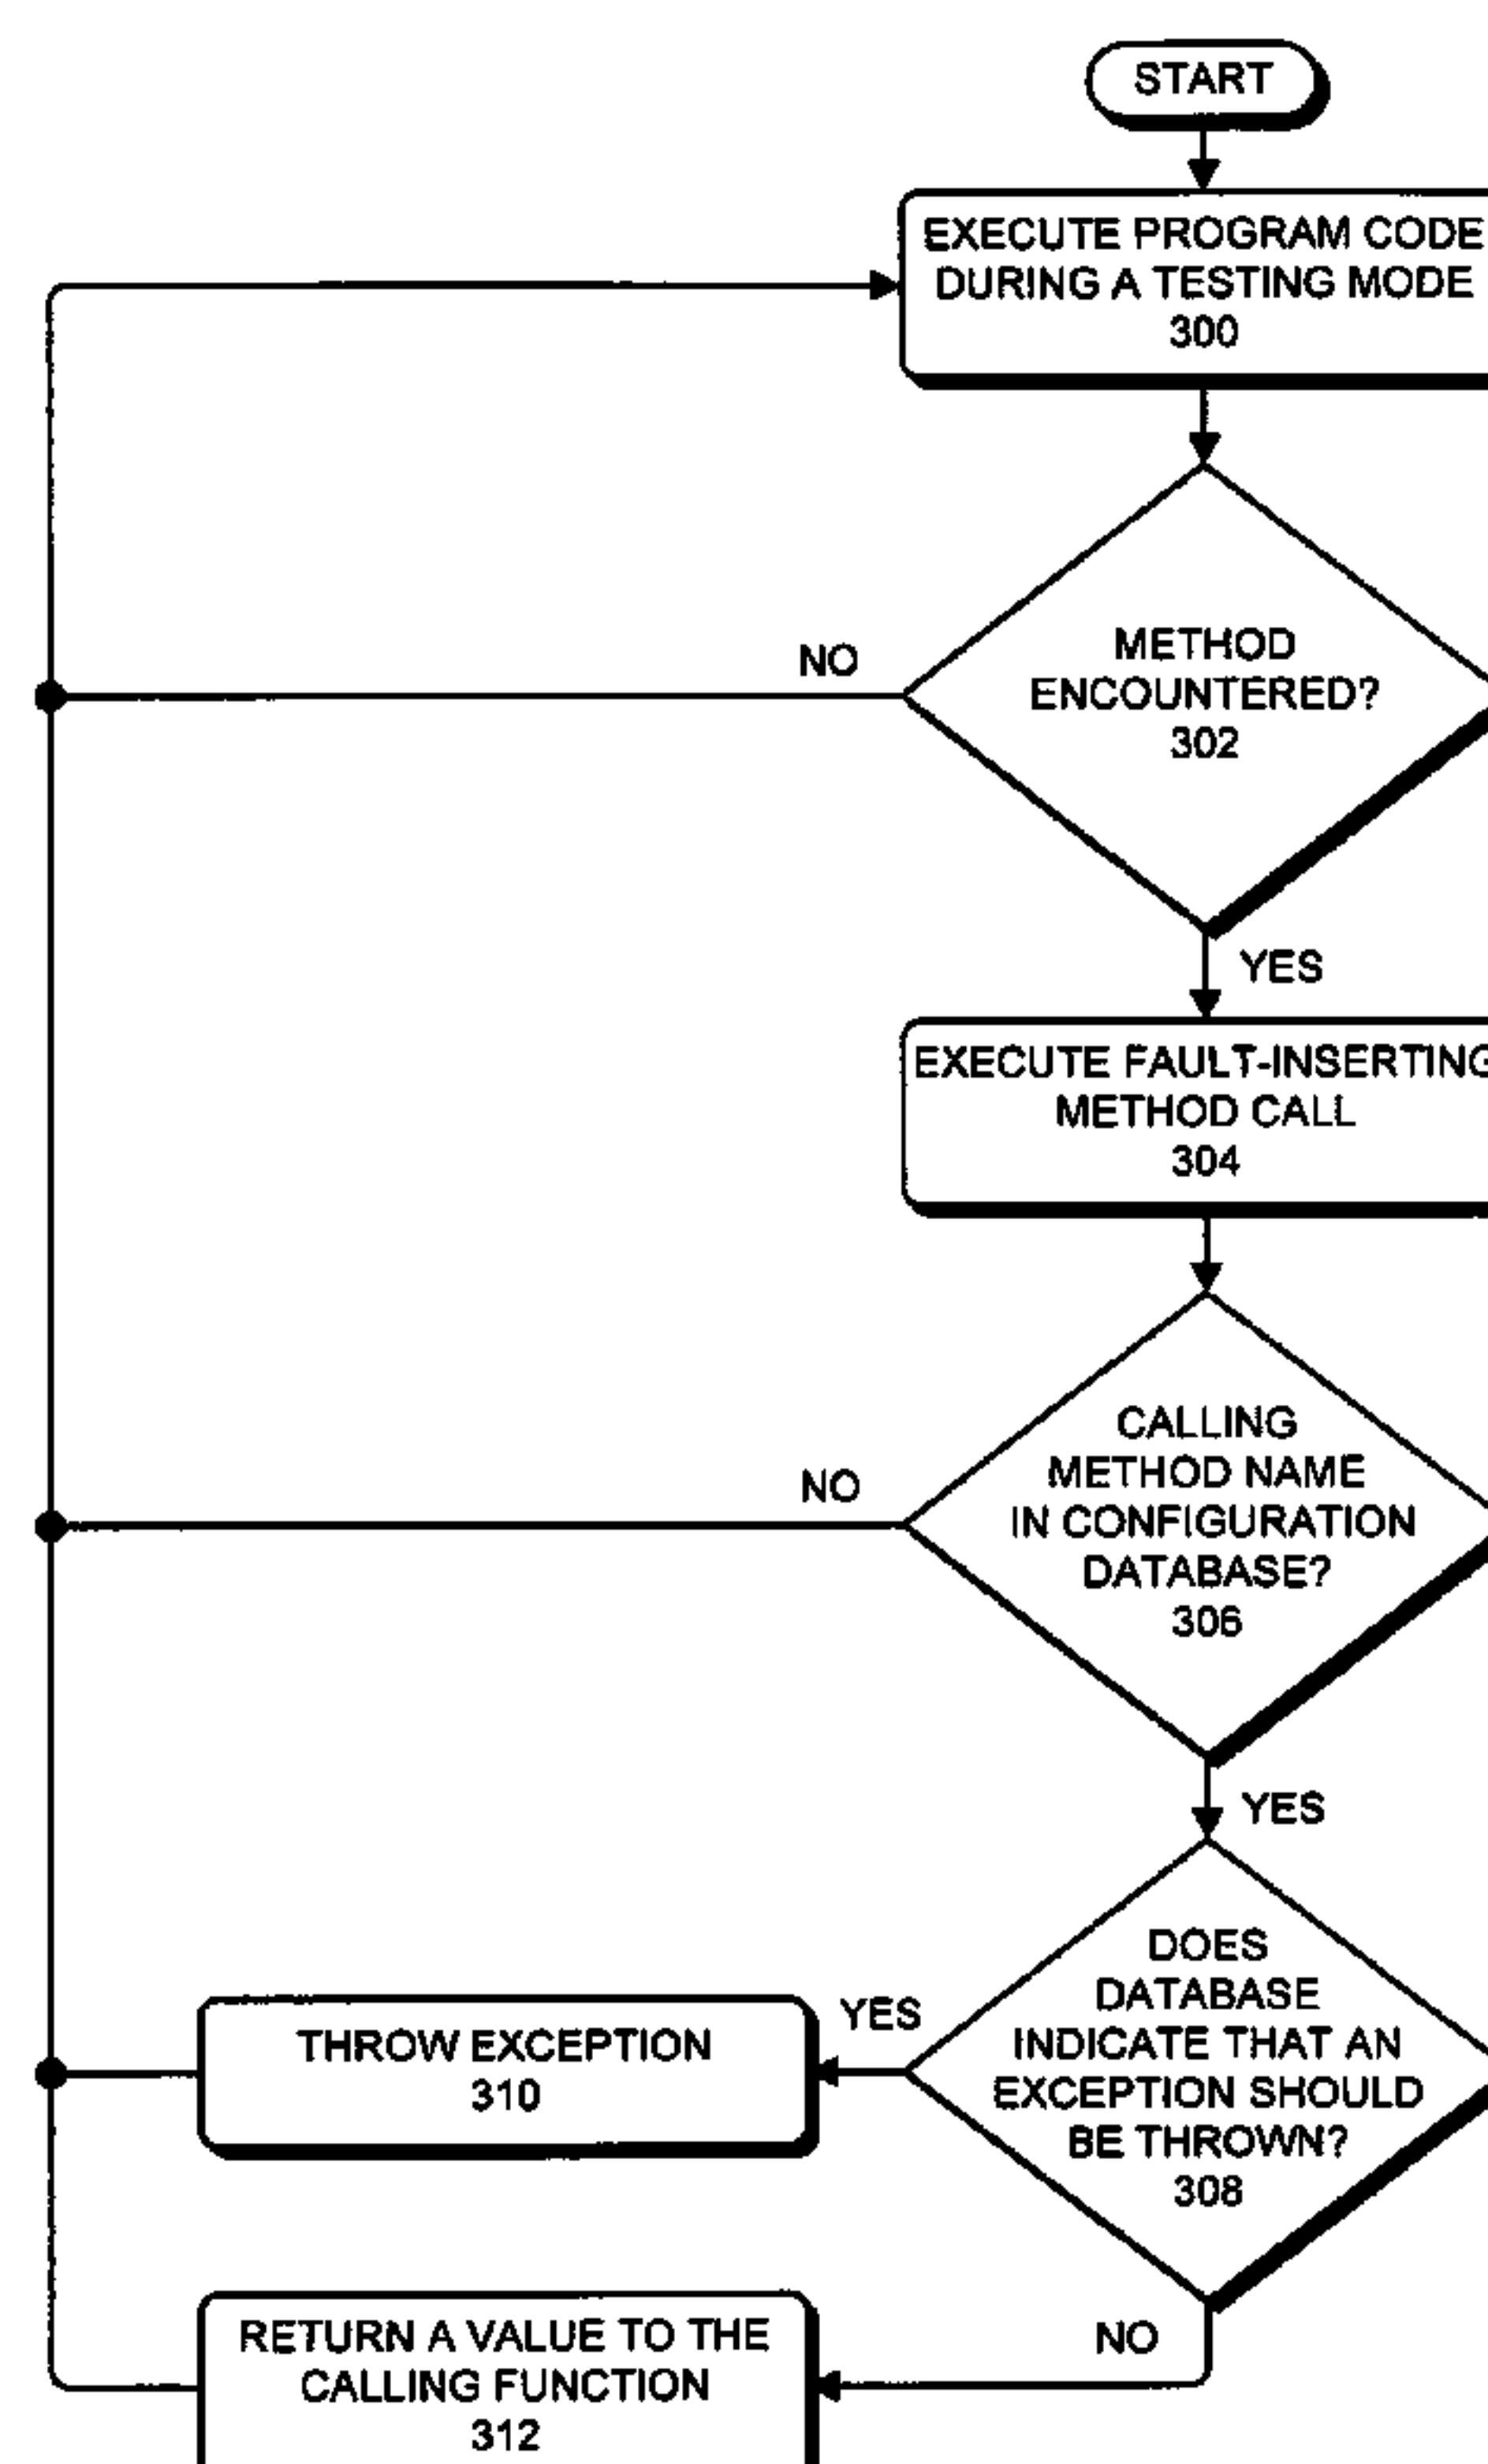 START
EXECUTE PROGRAM CODE
DURING A TESTING MODE
300
METHOD
ENCOUNTERED?
302
NO
YES
EXECUTE FAULT-INSERTING
METHOD CALL
304
CALLING
METHOD NAME
IN CONFIGURATION
DATABASE?
306
NO
YES
DOES
DATABASE
INDICATE THAT AN
EXCEPTION SHOULD
BE THROWN?
308
YES
THROW EXCEPTION
310
NO
RETURN A VALUE TO THE
CALLING FUNCTION
312